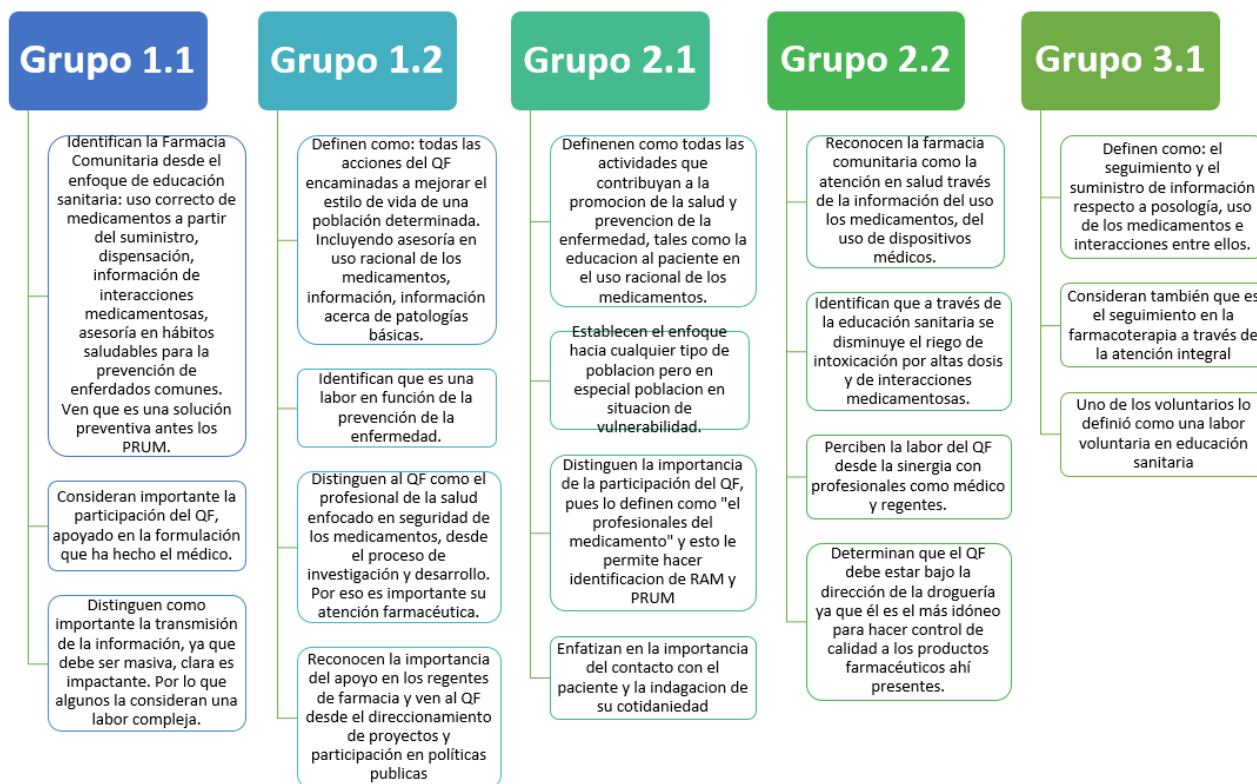 Grupo 1.1
Identifican la Farmacia
Comunitaria desde el
enfoque de educación
sanitaria: uso correcto de
medicamentos a partir
del suministro,
dispensación,
información de
interacciones
medicamentosas,
asesoría en hábitos
saludables para la
prevención de
enferdados comunes.
Ven que es una solución
preventiva antes los
PRUM.
Consideran importante la
participación del QF,
apoyado en la formulación
que ha hecho el médico.
Distinguen como
importante la transmisión
de la información, ya que
debe ser masiva, clara es
impactante. Por lo que
algunos la consideran una
labor compleja.
Grupo 1.2
Definen como: todas las
acciones del QF
encaminadas a mejorar el
estilo de vida de una
población determinada.
Incluyendo asesoría en
uso racional de los
medicamentos,
información, información
acerca de patologías
básicas.
Identifican que es una
labor en función de la
prevención de la
enfermedad.
Distinguen al QF como el
profesional de la salud
enfocado en seguridad de
los medicamentos, desde
el proceso de
investigación y desarrollo.
Por eso es importante su
atención farmacéutica.
Reconocen la importancia
del apoyo en los regentes
de farmacia y ven al QF
desde el direccionamiento
de proyectos y
participación en políticas
publicas
Grupo 2.1
Definenen como todas las
actividades que
contribuyan a la
promocion de la salud y
prevencion de la
enfermedad, tales como la
educacion al paciente en
el uso racional de los
medicamentos.
Establecen el enfoque
hacia cualquier tipo de
poblacion pero en
especial poblacion en
situacion de
vulnerabilidad.
Distinguen la importancia
de la participación del QF,
pues lo definen como "el
profesionales del
medicamento" y esto le
permite hacer
identificacion de RAM y
PRUM
Enfatizan en la importancia
del contacto con el
paciente y la indagacion de
su cotidaniedad
Grupo 2.2
Reconocen la farmacia
comunitaria como la
atención en salud través
de la información del uso
los medicamentos, del
uso de dispositivos
médicos.
Identifican que a través de
la educación sanitaria se
disminuye el riego de
intoxicación por altas dosis
y de interacciones
medicamentosas.
Perciben la labor del QF
desde la sinergia con
profesionales como médico
y regentes.
Determinan que el QF
debe estar bajo la
dirección de la droguería
ya que él es el más idóneo
para hacer control de
calidad a los productos
farmacéuticos ahí
presentes.
Grupo 3.1
Definen como: el
seguimiento y el
suministro de información
respecto a posología, uso
de los medicamentos e
interacciones entre ellos.
Consideran también que es
el seguimiento en la
farmacoterapia a través de
la atención integral
Uno de los voluntarios lo
definió como una labor
voluntaria en educación
sanitaria